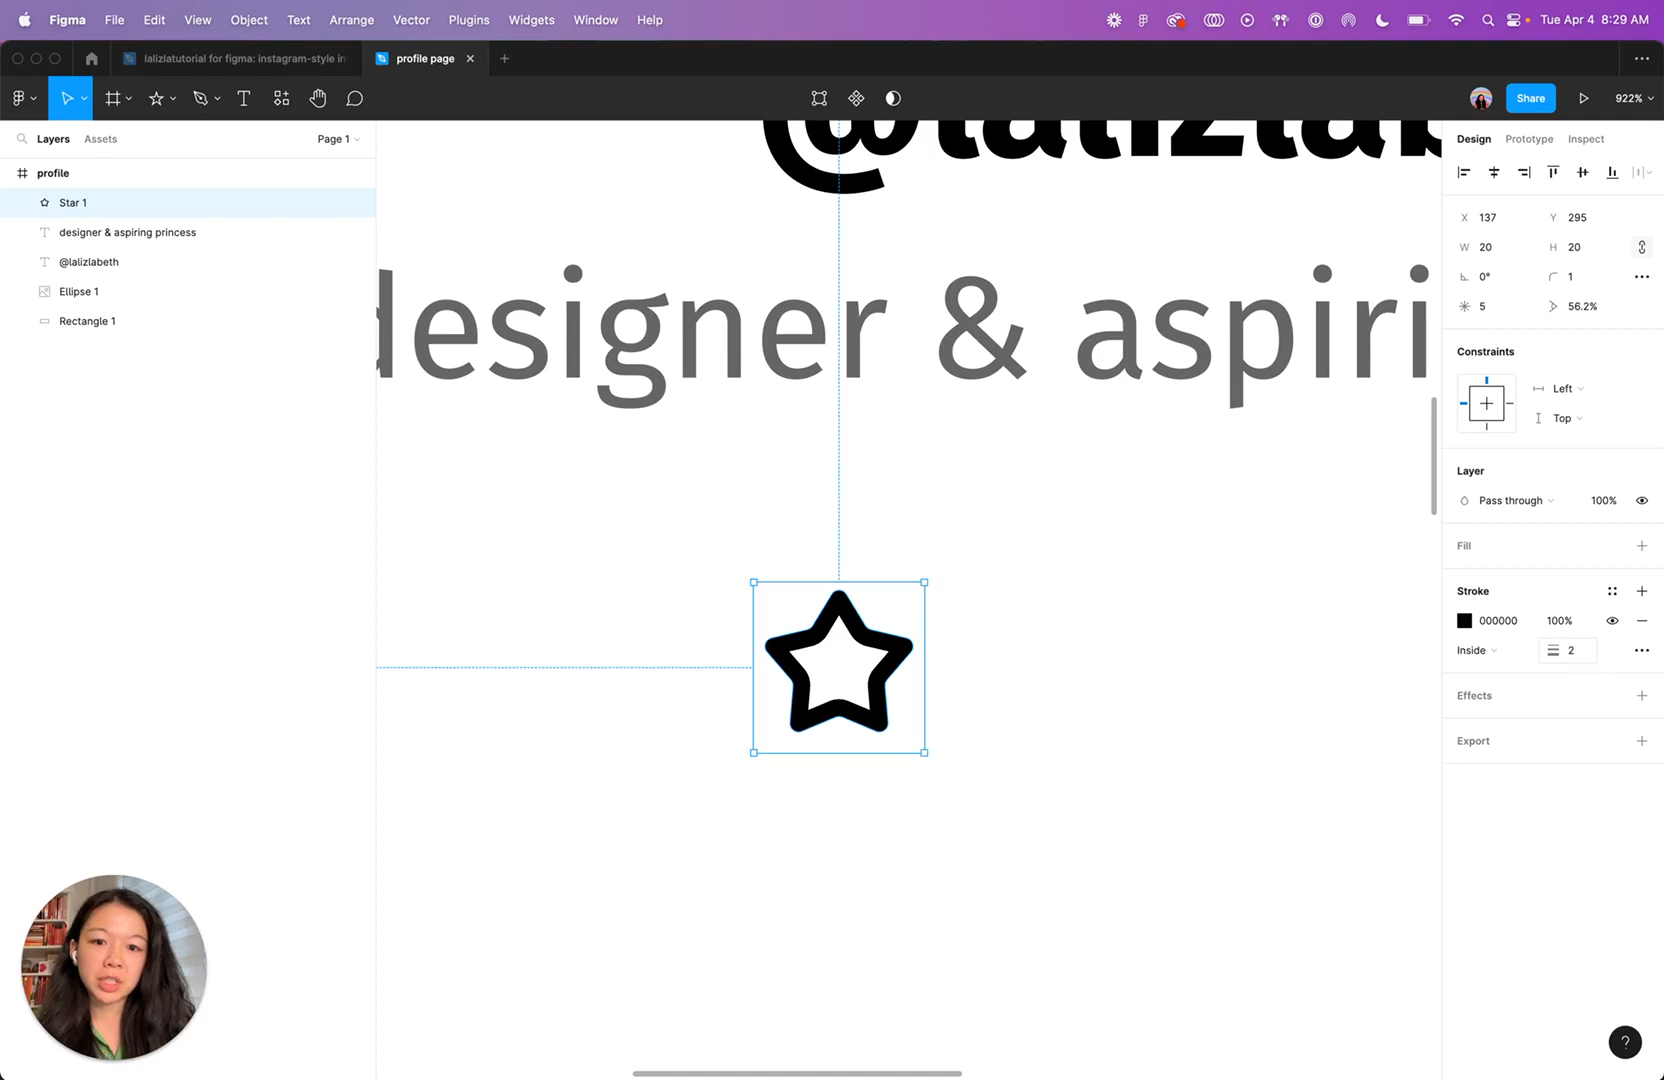 Figma File Edit View Object Text Arrange Vector Plugins Widgets Window Help Tue Apr 4 8:29 AM
lalizlatutorial for figma: instagram-style in profile page
Share 922%
Layers Assets Page 1
profile
Star 1
designer & aspiring princess
@lalizlabeth
Ellipse 1
Rectangle 1
@lalizlab
designer & aspiri
Design Prototype Inspect
X 137 Y 295
W 20 H 20
0° 1
5 56.2%
Constraints
Left
Top
Layer
Pass through 100%
Fill
Stroke
000000 100%
Inside 2
Effects
Export
?